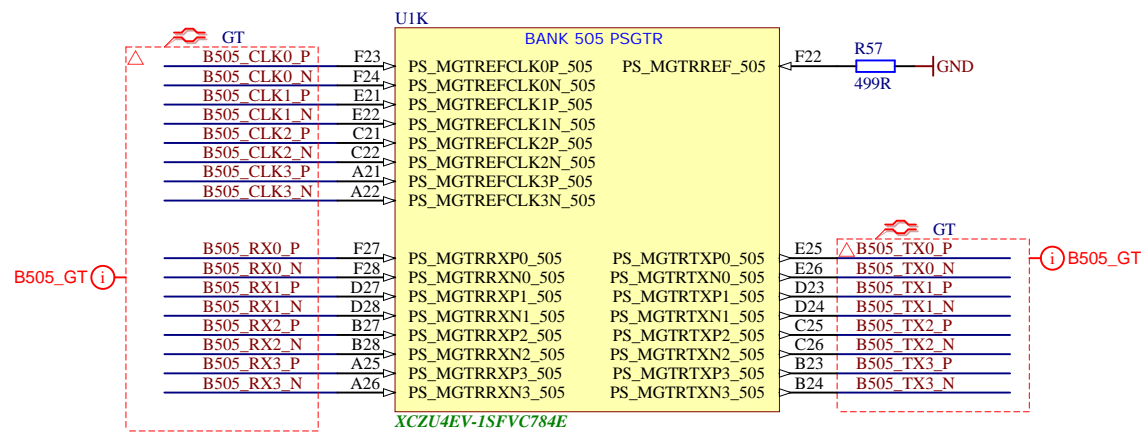 U1K
GT
BANK 505 PSGTR
B505_CLK0_P F23 PS_MGTREFCLK0P_505 PS_MGTRREF_505 F22 R57 499R GND
B505_CLK0_N F24 PS_MGTREFCLK0N_505
B505_CLK1_P E21 PS_MGTREFCLK1P_505
B505_CLK1_N E22 PS_MGTREFCLK1N_505
B505_CLK2_P C21 PS_MGTREFCLK2P_505
B505_CLK2_N C22 PS_MGTREFCLK2N_505
B505_CLK3_P A21 PS_MGTREFCLK3P_505
B505_CLK3_N A22 PS_MGTREFCLK3N_505
GT
B505_RX0_P F27 PS_MGTRRXP0_505 PS_MGTRTXP0_505 E25 B505_TX0_P
B505_GT i B505_RX0_N F28 PS_MGTRRXN0_505 PS_MGTRTXN0_505 E26 B505_TX0_N i B505_GT
B505_RX1_P D27 PS_MGTRRXP1_505 PS_MGTRTXP1_505 D23 B505_TX1_P
B505_RX1_N D28 PS_MGTRRXN1_505 PS_MGTRTXN1_505 D24 B505_TX1_N
B505_RX2_P B27 PS_MGTRRXP2_505 PS_MGTRTXP2_505 C25 B505_TX2_P
B505_RX2_N B28 PS_MGTRRXN2_505 PS_MGTRTXN2_505 C26 B505_TX2_N
B505_RX3_P A25 PS_MGTRRXP3_505 PS_MGTRTXP3_505 B23 B505_TX3_P
B505_RX3_N A26 PS_MGTRRXN3_505 PS_MGTRTXN3_505 B24 B505_TX3_N
XCZU4EV-1SFVC784E